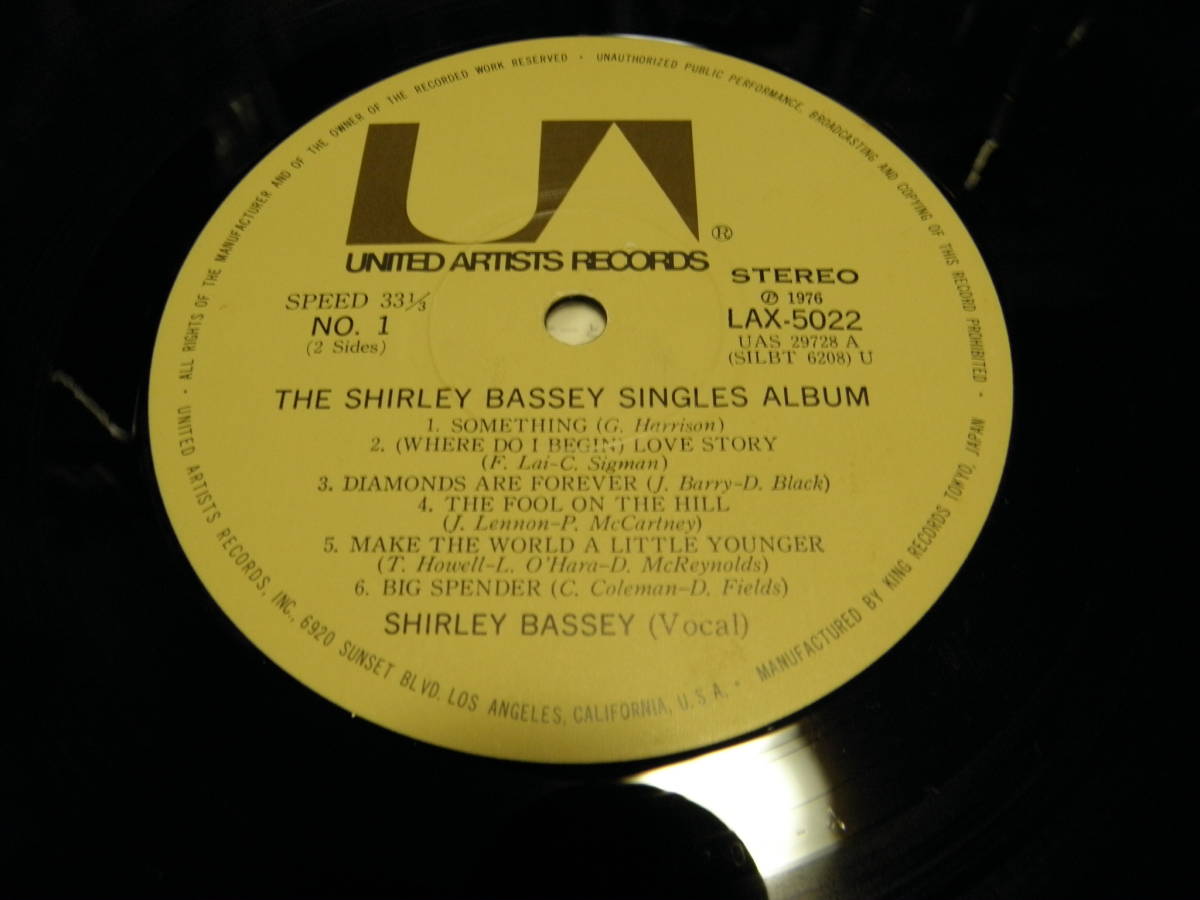 UNITED ARTISTS RECORDS, INC., 6920 SUNSET BLVD. LOS ANGELES, CALIFORNIA, U.S.A. • MANUFACTURED BY KING RECORDS TOKYO, JAPAN
• ALL RIGHTS OF THE MANUFACTURER AND OF THE OWNER OF THE RECORDED WORK RESERVED • UNAUTHORIZED PUBLIC PERFORMANCE, BROADCASTING AND COPYING OF THIS RECORD PROHIBITED •
UA ®
UNITED ARTISTS RECORDS
SPEED 33⅓
NO. 1
(2 Sides)
STEREO
℗ 1976
LAX-5022
UAS 29728 A
(SILBT 6208) U
THE SHIRLEY BASSEY SINGLES ALBUM
1. SOMETHING (G. Harrison)
2. (WHERE DO I BEGIN) LOVE STORY
(F. Lai-C. Sigman)
3. DIAMONDS ARE FOREVER (J. Barry-D. Black)
4. THE FOOL ON THE HILL
(J. Lennon-P. McCartney)
5. MAKE THE WORLD A LITTLE YOUNGER
(T. Howell-L. O'Hara-D. McReynolds)
6. BIG SPENDER (C. Coleman-D. Fields)
SHIRLEY BASSEY (Vocal)